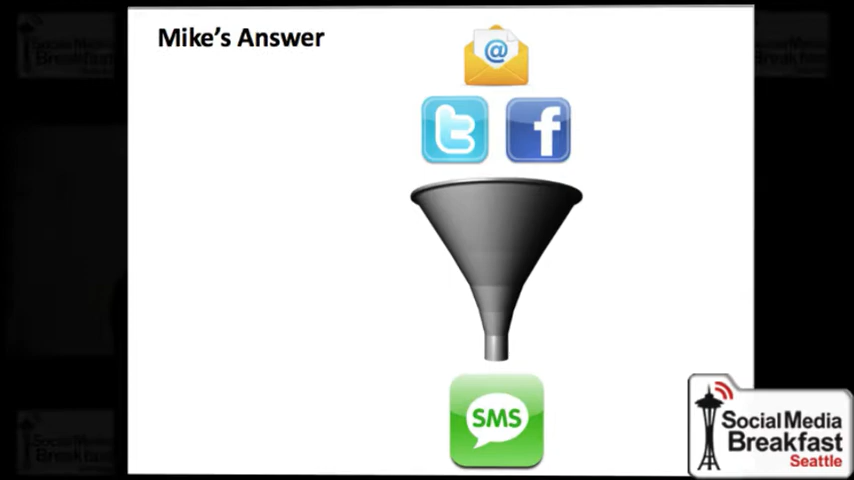 Mike's Answer
@
t
f
SMS
Social Media
Breakfast
Seattle